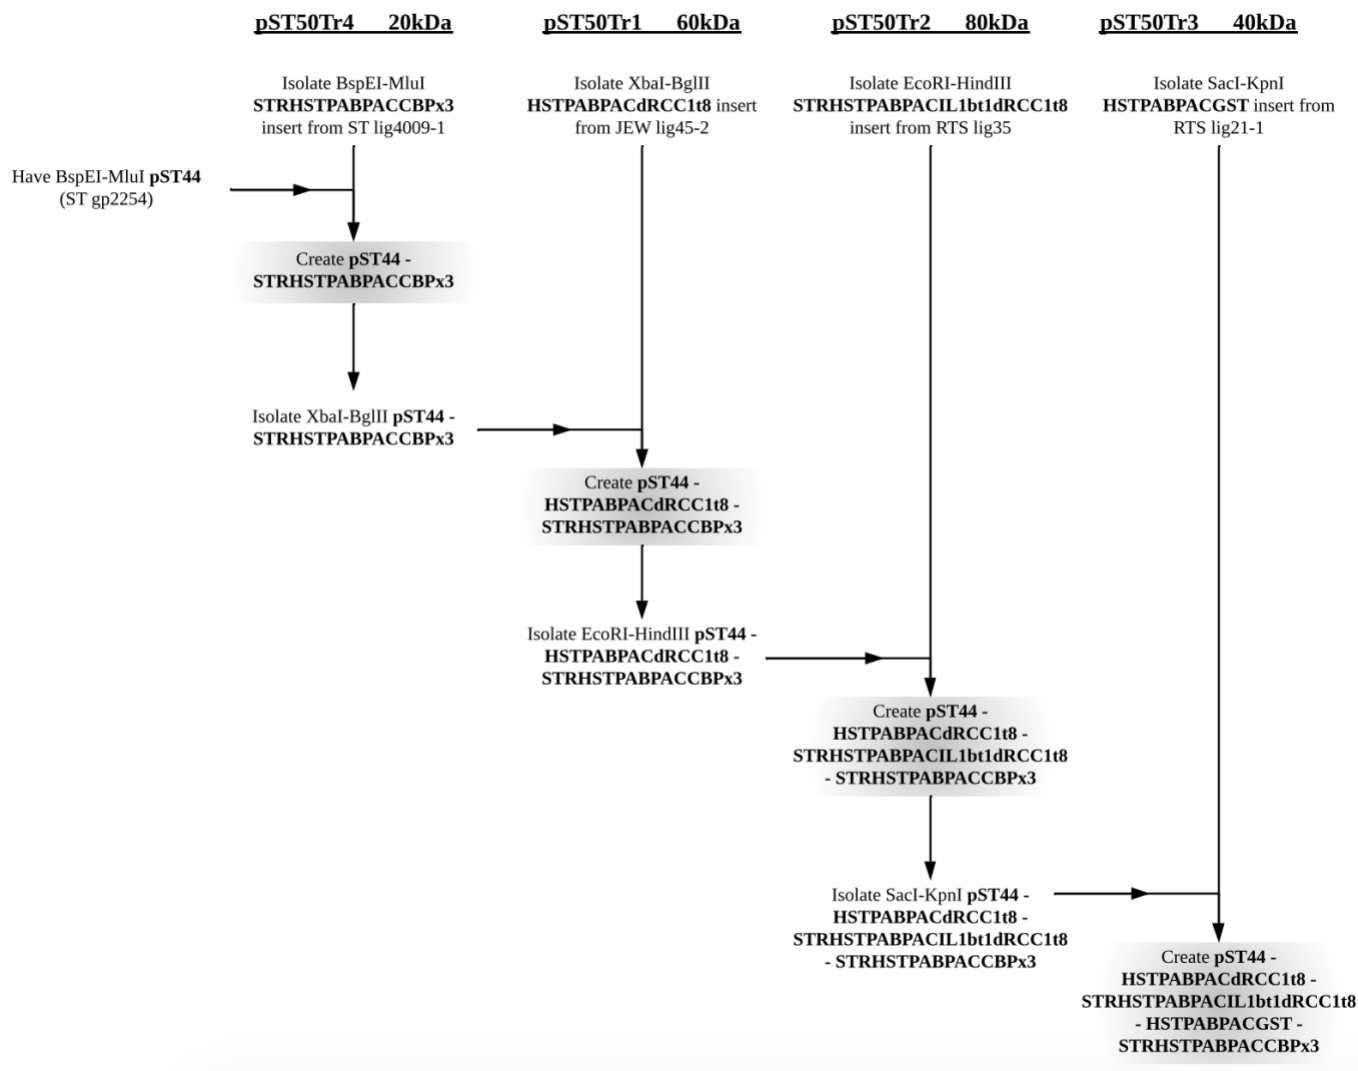 pST50Tr4 20kDa
pST50Tr1 60kDa
pST50Tr2 80kDa
pST50Tr3 40kDa
Isolate BspEI-MluI
STRHSTPABPACCBPx3
insert from ST lig4009-1
Isolate XbaI-BglII
HSTPABPACdRCC1t8 insert
from JEW lig45-2
Isolate EcoRI-HindIII
STRHSTPABPACIL1bt1dRCC1t8
insert from RTS lig35
Isolate SacI-KpnI
HSTPABPACGST insert from
RTS lig21-1
Have BspEI-MluI pST44
(ST gp2254)
Create pST44 -
STRHSTPABPACCBPx3
Isolate XbaI-BglII pST44 -
STRHSTPABPACCBPx3
Create pST44 -
HSTPABPACdRCC1t8 -
STRHSTPABPACCBPx3
Isolate EcoRI-HindIII pST44 -
HSTPABPACdRCC1t8 -
STRHSTPABPACCBPx3
Create pST44 -
HSTPABPACdRCC1t8 -
STRHSTPABPACIL1bt1dRCC1t8
- STRHSTPABPACCBPx3
Isolate SacI-KpnI pST44 -
HSTPABPACdRCC1t8 -
STRHSTPABPACIL1bt1dRCC1t8
- STRHSTPABPACCBPx3
Create pST44 -
HSTPABPACdRCC1t8 -
STRHSTPABPACIL1bt1dRCC1t8
- HSTPABPACGST -
STRHSTPABPACCBPx3